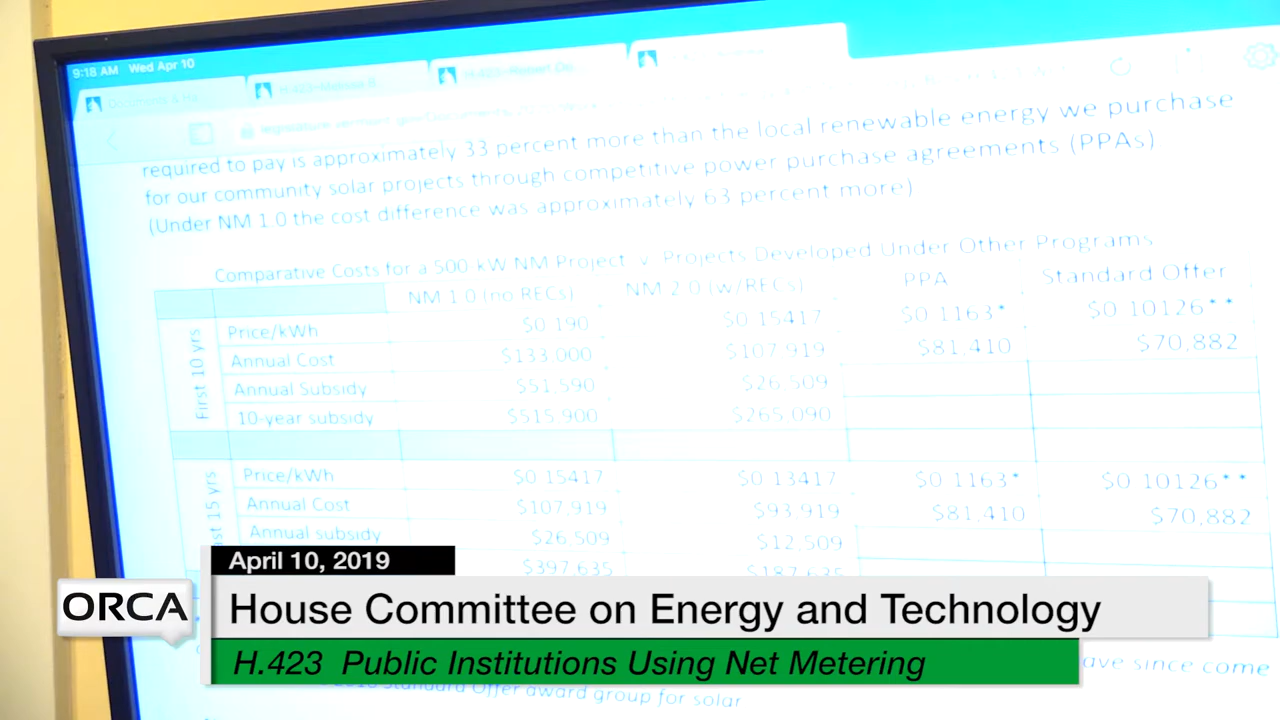 9:18 AM Wed Apr 10
required to pay is approximately 33 percent more than the local renewable energy we purchase
for our community solar projects through competitive power purchase agreements (PPAs)
(Under NM 1.0 the cost difference was approximately 63 percent more)
Comparative Costs for a 500 kW NM Project v. Projects Developed Under Other Programs
NM 1.0 (no RECs) NM 2.0 (w/RECs) PPA Standard Offer
First 10 yrs
Price/kWh $0.190 $0.15417 $0.1163* $0.10126**
Annual Cost $133,000 $107,919 $81,410 $70,882
Annual Subsidy $51,590 $26,509
10-year subsidy $515,900 $265,090
15 yrs
Price/kWh $0.15417 $0.13417 $0.1163* $0.10126**
Annual Cost $107,919 $93,919 $81,410 $70,882
Annual subsidy $26,509 $12,509
$397,635 $187,635
April 10, 2019
ORCA
House Committee on Energy and Technology
H.423 Public Institutions Using Net Metering
have since come
Standard Offer award group for solar